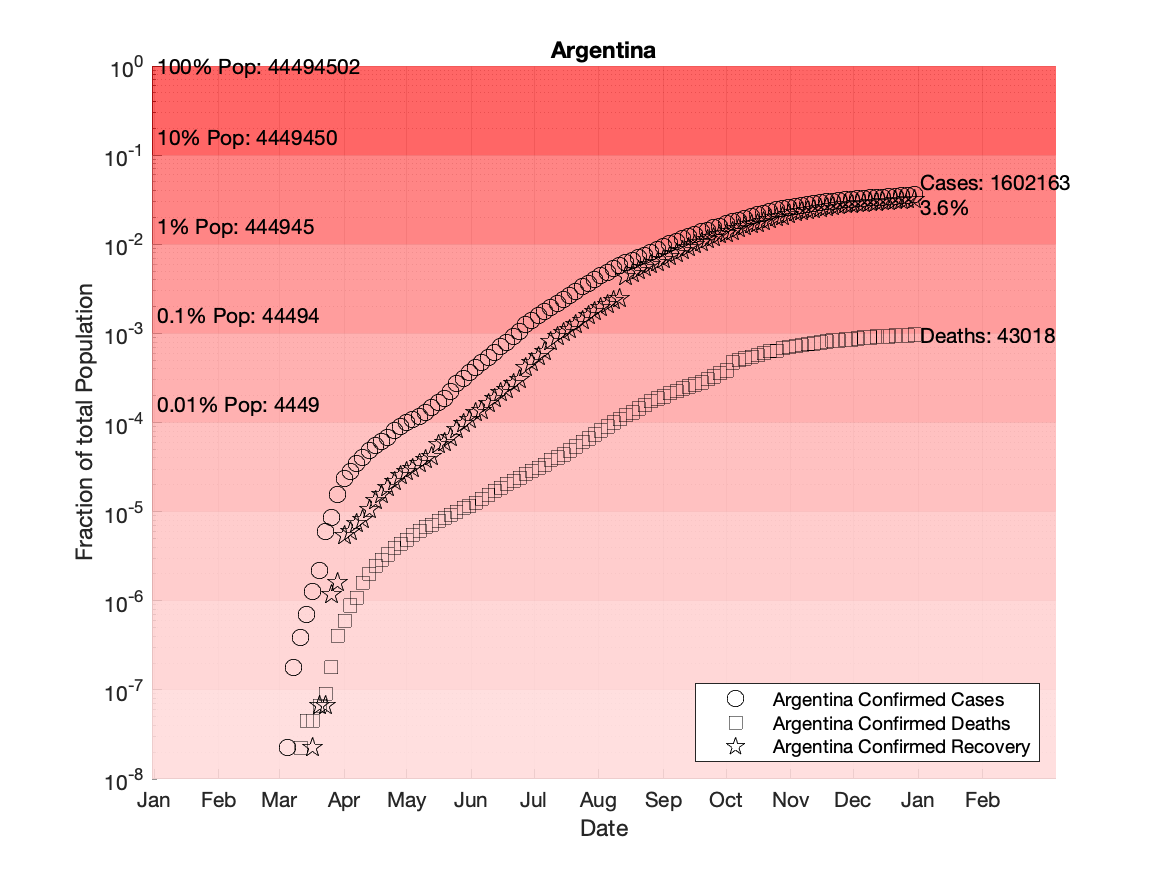 Argentina
10^0
100% Pop: 44494502
10% Pop: 4449450
10^-1
Cases: 1602163
3.6%
1% Pop: 444945
10^-2
0.1% Pop: 44494
10^-3
Deaths: 43018
0.01% Pop: 4449
10^-4
10^-5
10^-6
10^-7
10^-8
Fraction of total Population
Argentina Confirmed Cases
Argentina Confirmed Deaths
Argentina Confirmed Recovery
Jan Feb Mar Apr May Jun Jul Aug Sep Oct Nov Dec Jan Feb
Date